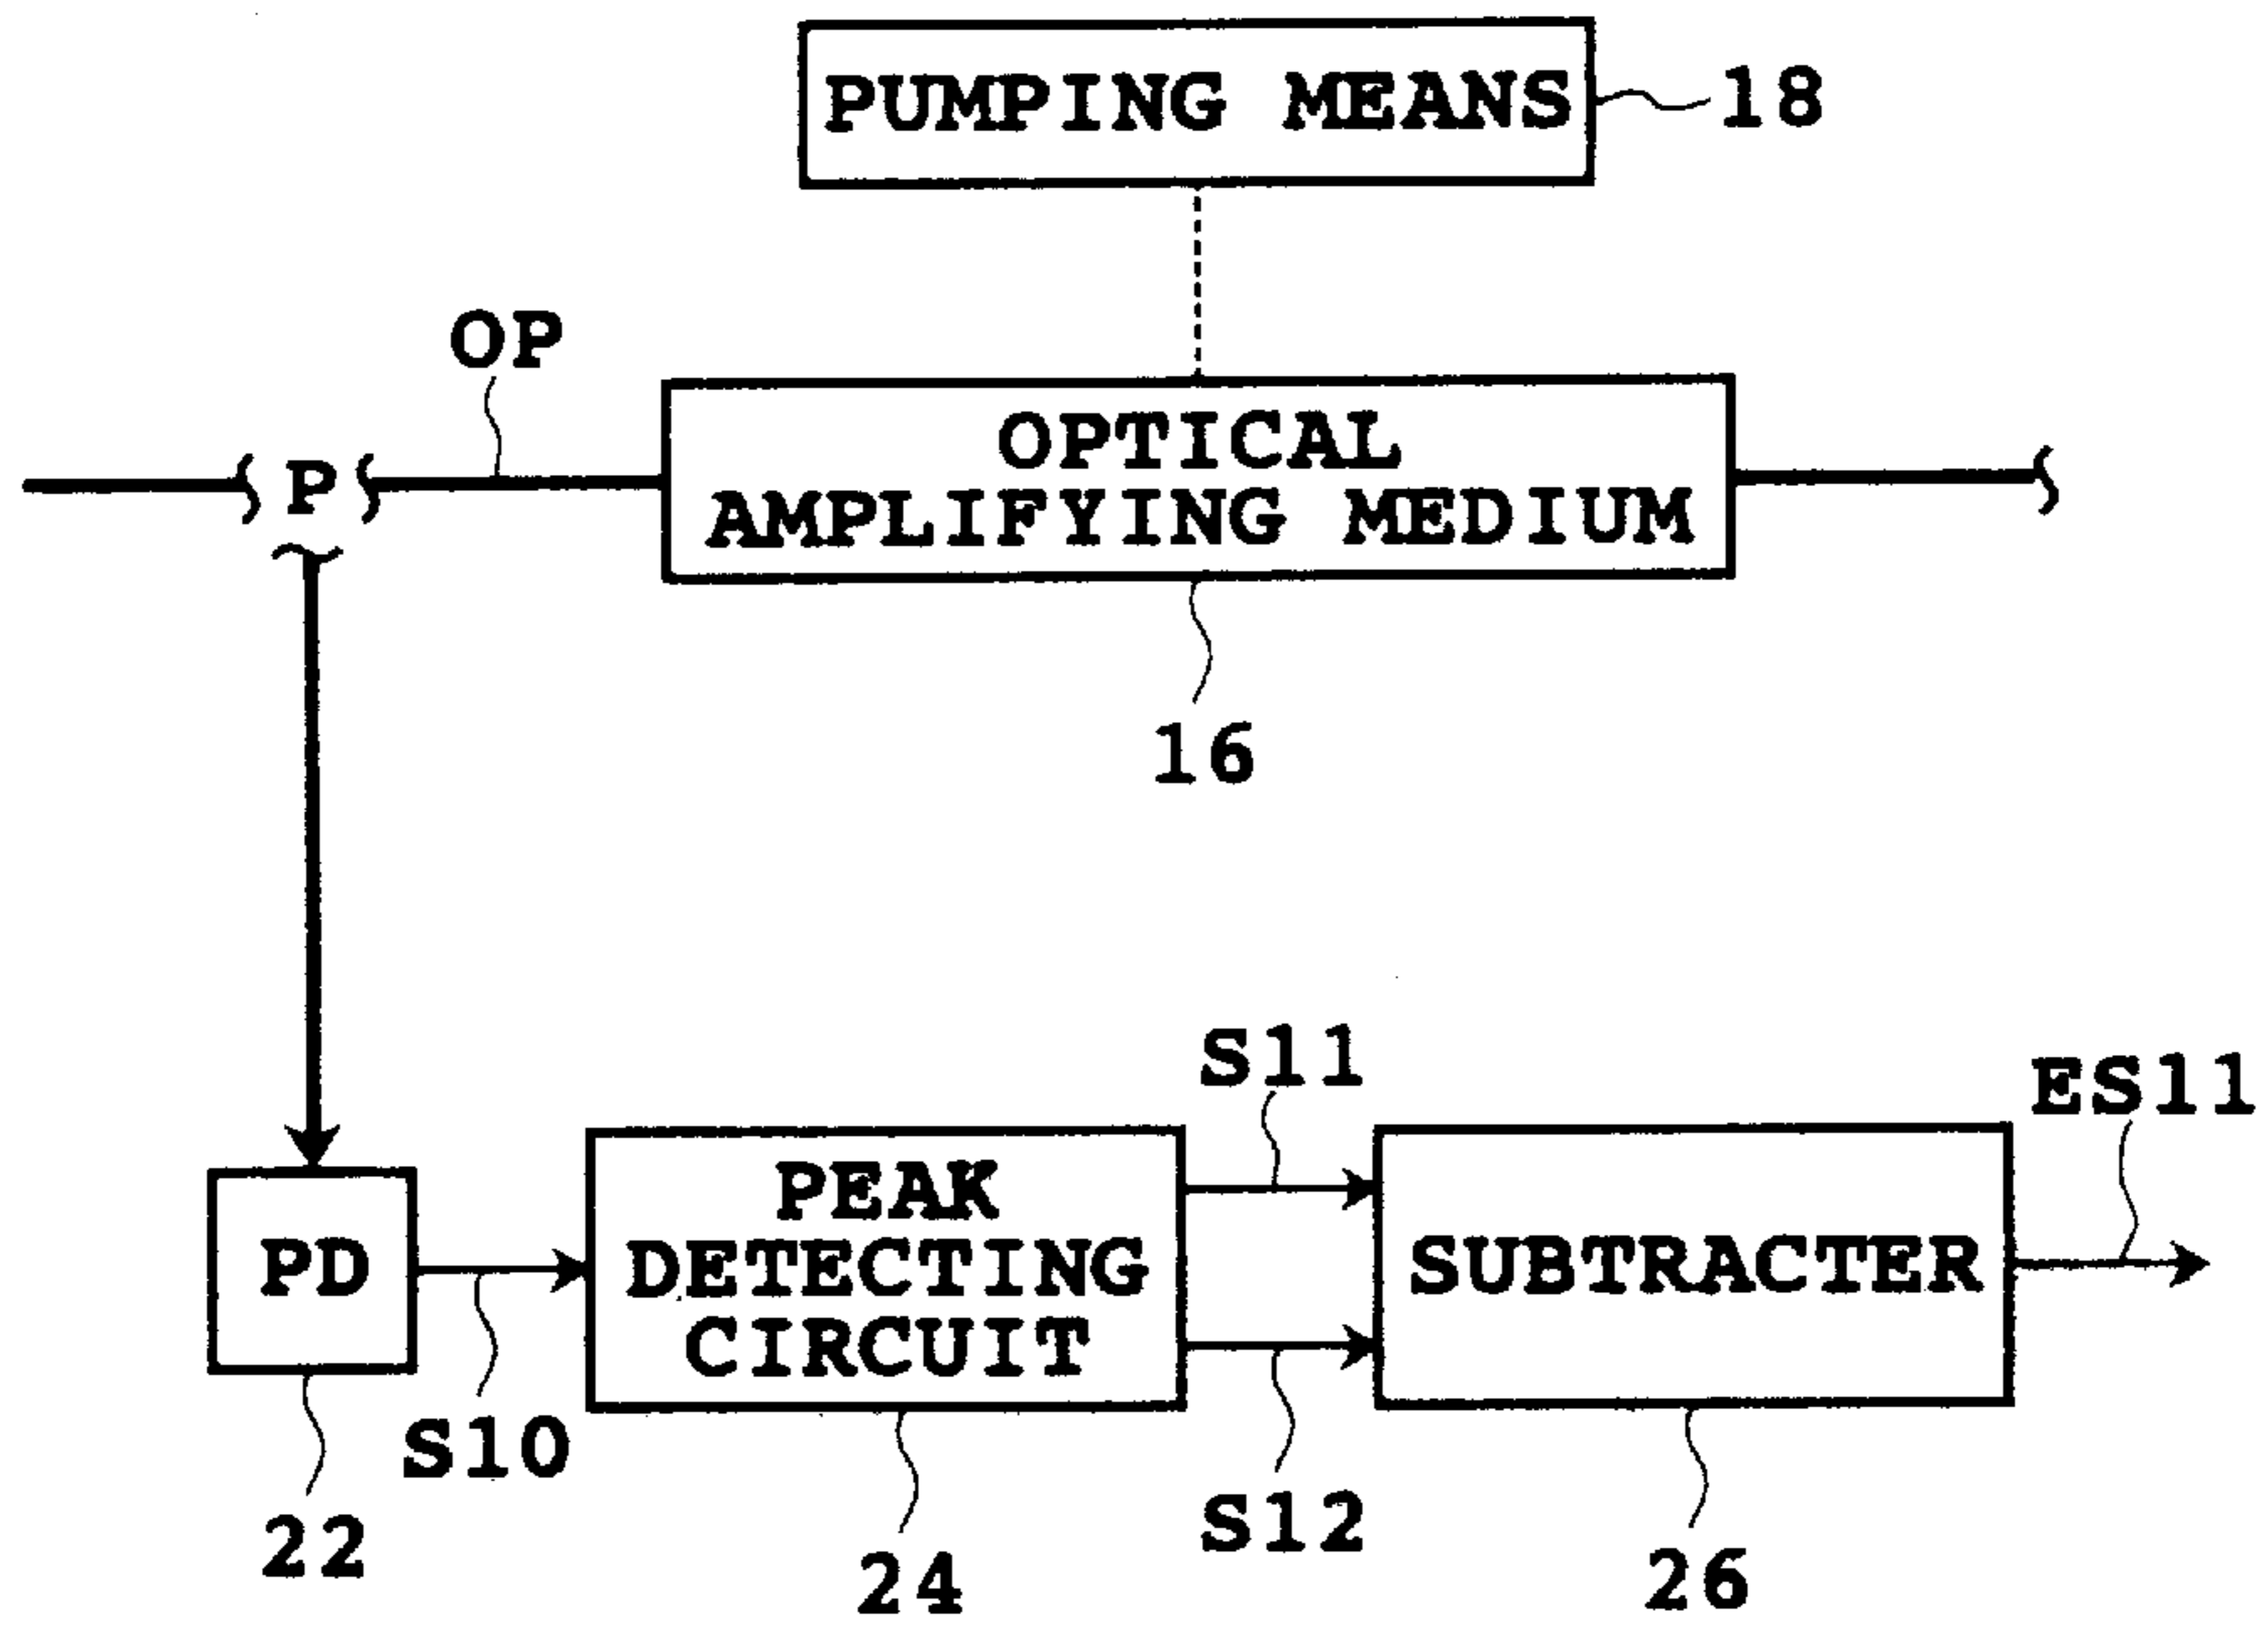 PUMPING MEANS
18
OP
P
OPTICAL
AMPLIFYING MEDIUM
16
S11
ES11
PD
PEAK
DETECTING
CIRCUIT
SUBTRACTER
S10
S12
22
24
26